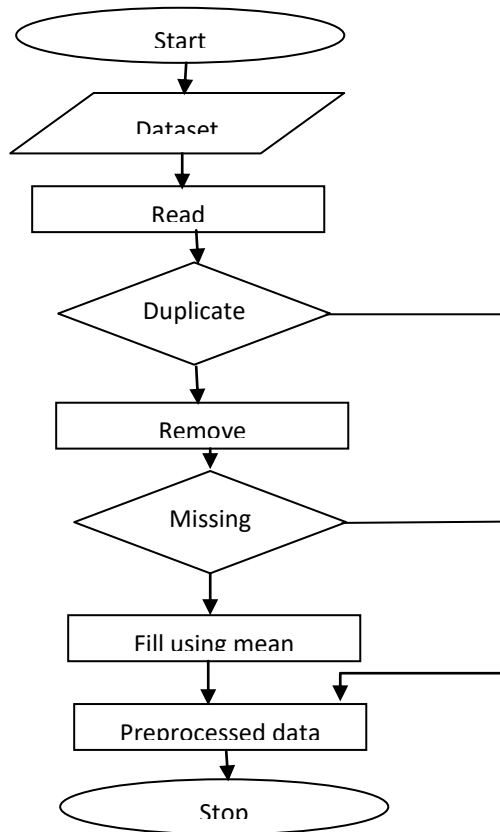 Start
Dataset
Read
Duplicate
Remove
Missing
Fill using mean
Preprocessed data
Stop